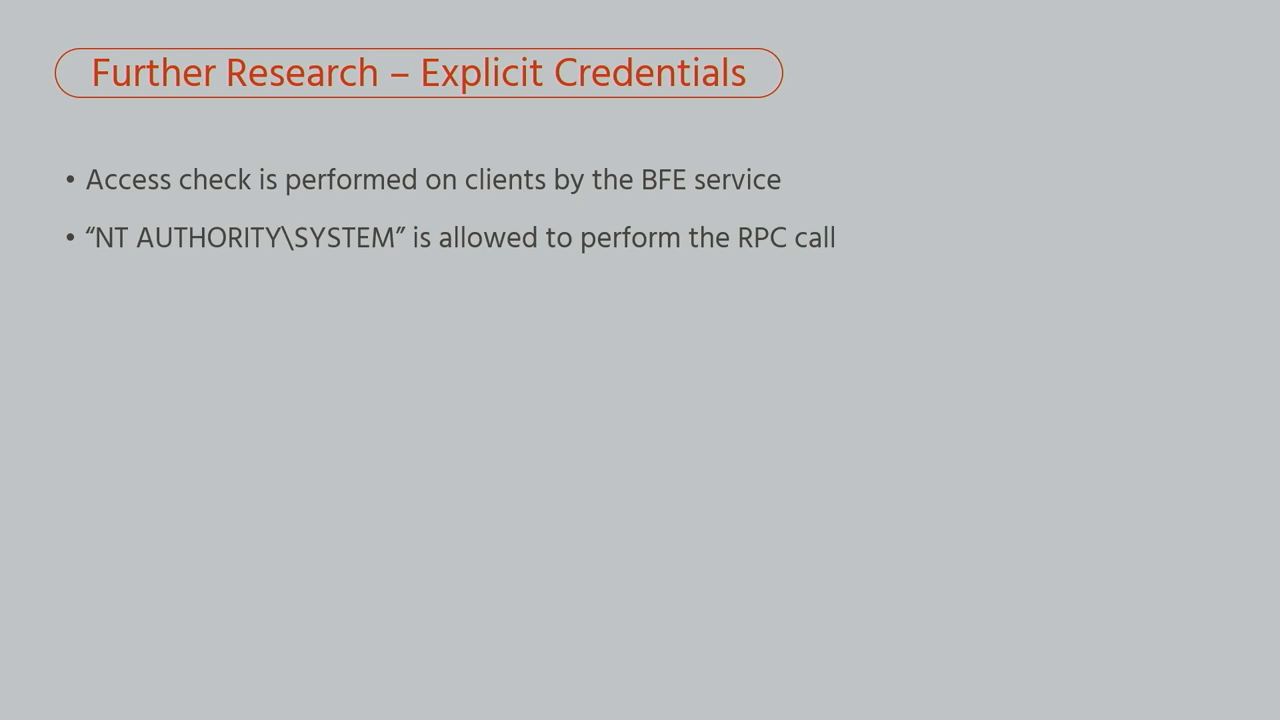 Further Research – Explicit Credentials
• Access check is performed on clients by the BFE service
• “NT AUTHORITY\SYSTEM” is allowed to perform the RPC call